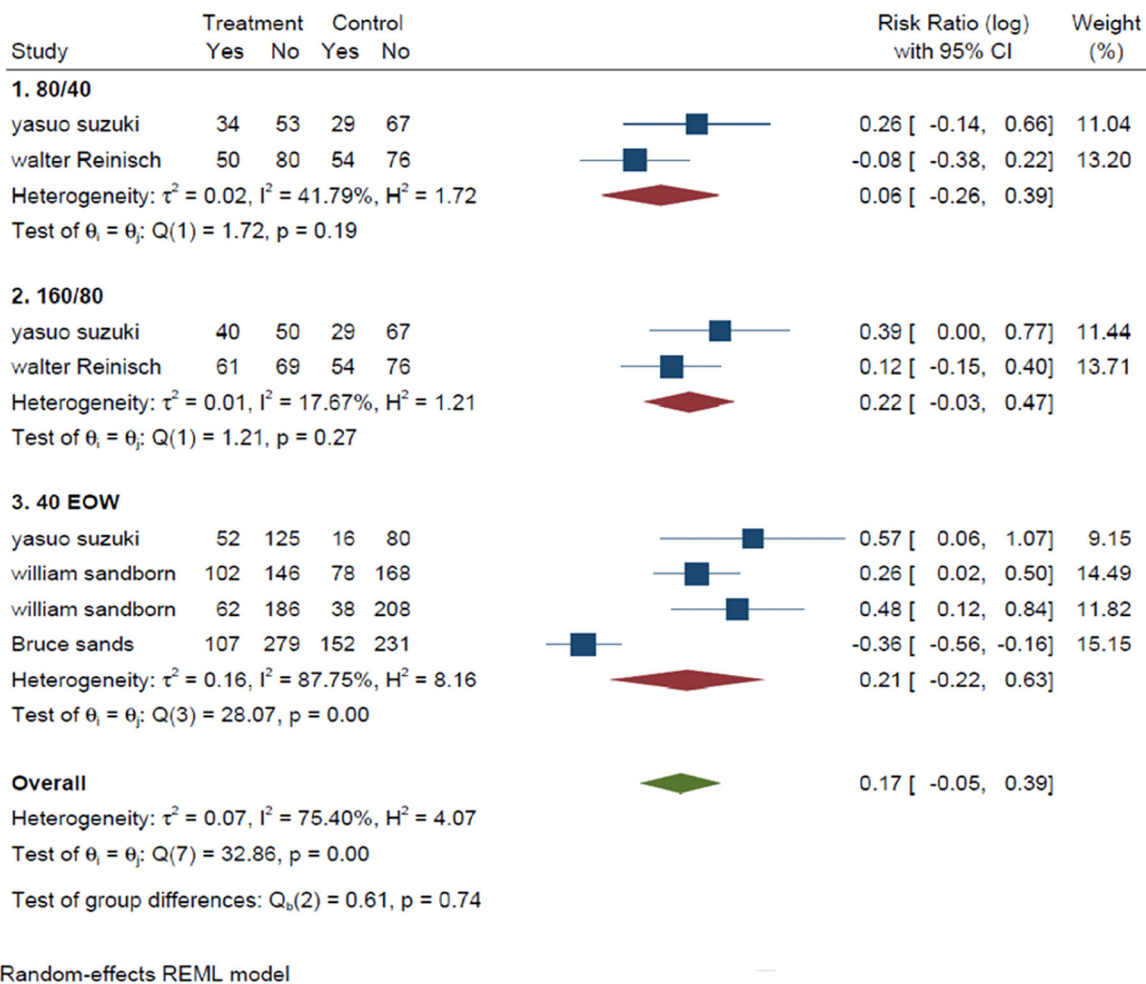 Treatment Control Risk Ratio (log) Weight
Study Yes No Yes No with 95% CI (%)
1. 80/40
yasuo suzuki 34 53 29 67 0.26 [ -0.14, 0.66] 11.04
walter Reinisch 50 80 54 76 -0.08 [ -0.38, 0.22] 13.20
Heterogeneity: τ² = 0.02, I² = 41.79%, H² = 1.72 0.06 [ -0.26, 0.39]
Test of θᵢ = θⱼ: Q(1) = 1.72, p = 0.19
2. 160/80
yasuo suzuki 40 50 29 67 0.39 [ 0.00, 0.77] 11.44
walter Reinisch 61 69 54 76 0.12 [ -0.15, 0.40] 13.71
Heterogeneity: τ² = 0.01, I² = 17.67%, H² = 1.21 0.22 [ -0.03, 0.47]
Test of θᵢ = θⱼ: Q(1) = 1.21, p = 0.27
3. 40 EOW
yasuo suzuki 52 125 16 80 0.57 [ 0.06, 1.07] 9.15
william sandborn 102 146 78 168 0.26 [ 0.02, 0.50] 14.49
william sandborn 62 186 38 208 0.48 [ 0.12, 0.84] 11.82
Bruce sands 107 279 152 231 -0.36 [ -0.56, -0.16] 15.15
Heterogeneity: τ² = 0.16, I² = 87.75%, H² = 8.16 0.21 [ -0.22, 0.63]
Test of θᵢ = θⱼ: Q(3) = 28.07, p = 0.00
Overall 0.17 [ -0.05, 0.39]
Heterogeneity: τ² = 0.07, I² = 75.40%, H² = 4.07
Test of θᵢ = θⱼ: Q(7) = 32.86, p = 0.00
Test of group differences: Q_b(2) = 0.61, p = 0.74
Random-effects REML model